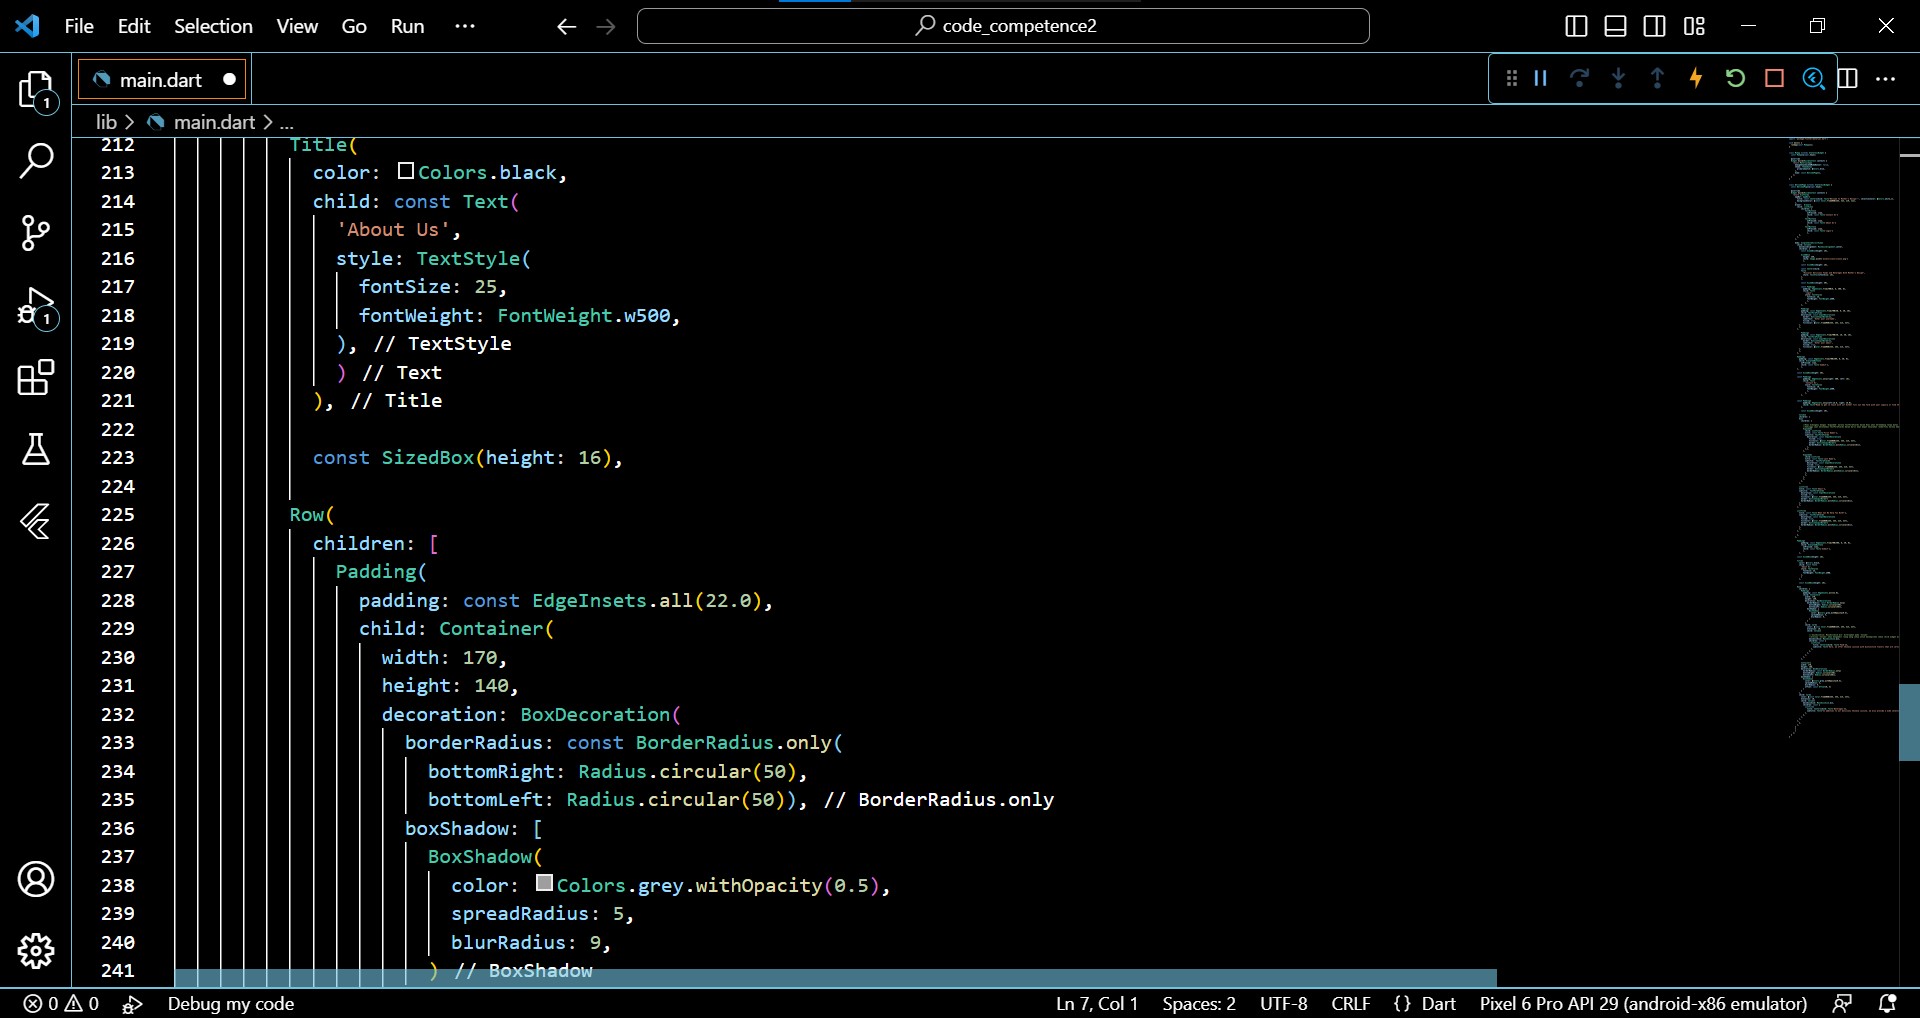 File Edit Selection View Go Run ··· code_competence2
main.dart
lib > main.dart > ...
212 Title(
213 color: Colors.black,
214 child: const Text(
215 'About Us',
216 style: TextStyle(
217 fontSize: 25,
218 fontWeight: FontWeight.w500,
219 ), // TextStyle
220 ) // Text
221 ), // Title
222
223 const SizedBox(height: 16),
224
225 Row(
226 children: [
227 Padding(
228 padding: const EdgeInsets.all(22.0),
229 child: Container(
230 width: 170,
231 height: 140,
232 decoration: BoxDecoration(
233 borderRadius: const BorderRadius.only(
234 bottomRight: Radius.circular(50),
235 bottomLeft: Radius.circular(50)), // BorderRadius.only
236 boxShadow: [
237 BoxShadow(
238 color: Colors.grey.withOpacity(0.5),
239 spreadRadius: 5,
240 blurRadius: 9,
241 ) // BoxShadow
1
1
0 0 Debug my code Ln 7, Col 1 Spaces: 2 UTF-8 CRLF {} Dart Pixel 6 Pro API 29 (android-x86 emulator)